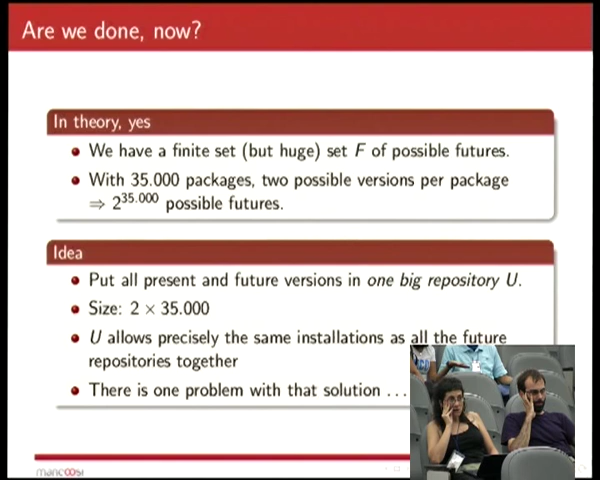 Are we done, now?
In theory, yes
We have a finite set (but huge) set F of possible futures.
With 35.000 packages, two possible versions per package
⇒ 2^35.000 possible futures.
Idea
Put all present and future versions in one big repository U.
Size: 2 × 35.000
U allows precisely the same installations as all the future
repositories together
There is one problem with that solution ...
mancoosi